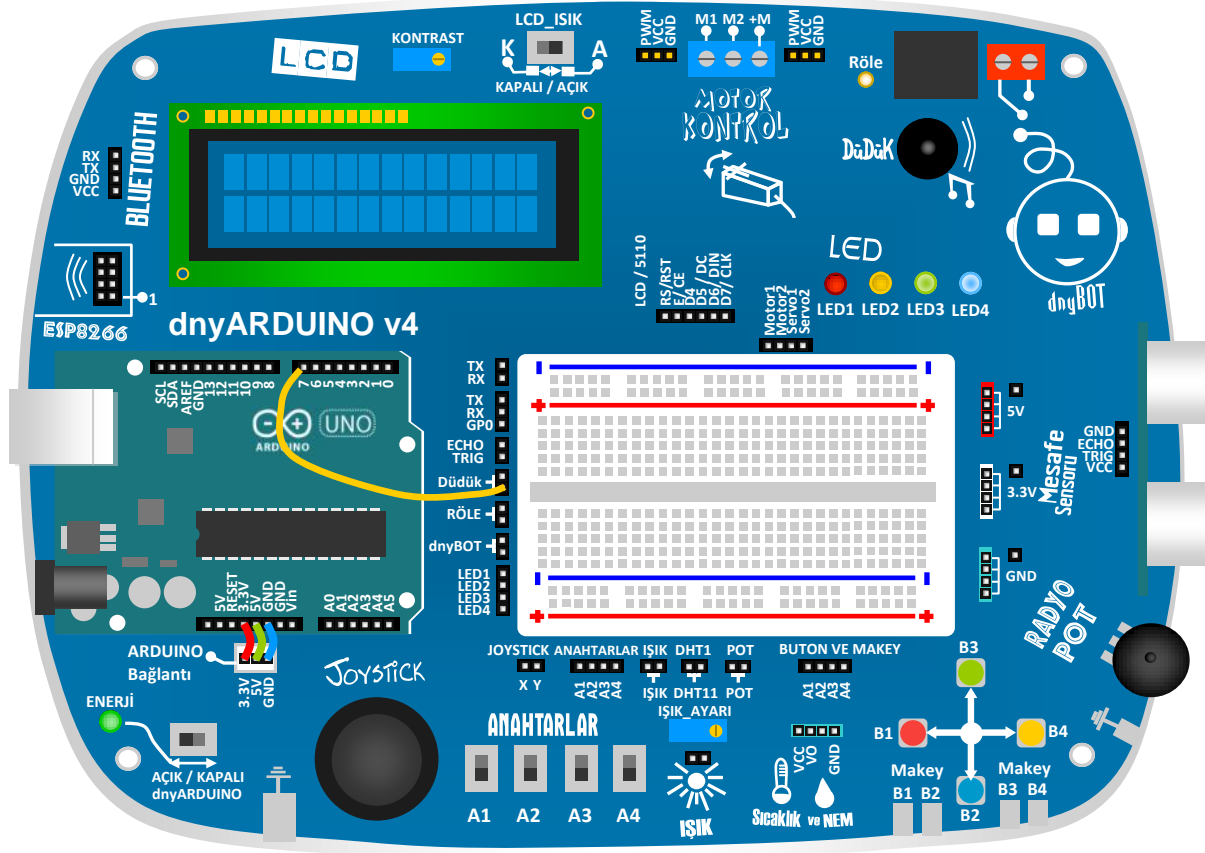 LCD_ISIK
KONTRAST
K A
KAPALI / AÇIK
LCD
PWM
VCC
GND
M1 M2 +M
PWM
VCC
GND
Röle
MOTOR
KONTROL
DüDüK
RX
TX
GND
VCC
BLUETOOTH
1
ESP8266
dnyARDUINO v4
LCD / 5110
RS/RST
E/CE
D4
D5 / DC
D6/DIN
D7/CLK
LED
LED1 LED2 LED3 LED4
dnyBOT
Motor1
Motor2
Servo1
Servo2
SCL
SDA
AREF
GND
13
12
11
10
9
8
7
6
5
4
3
2
1
0
UNO
ARDUINO
TX
RX
TX
RX
GP0
ECHO
TRIG
Düdük
RÖLE
dnyBOT
LED1
LED2
LED3
LED4
5V
3.3V
GND
Mesafe
Sensoru
GND
ECHO
TRIG
VCC
RADYO
POT
5V
RESET
3.3V
5V
GND
GND
Vin
A0
A1
A2
A3
A4
A5
ARDUINO
Bağlantı
3.3V
5V
GND
ENERJİ
AÇIK / KAPALI
dnyARDUINO
JOYSTİCK
JOYSTICK ANAHTARLAR IŞIK DHT1 POT
X Y
A1
A2
A3
A4
IŞIK DHT11 POT
IŞIK_AYARI
ANAHTARLAR
A1 A2 A3 A4
IŞIK
BUTON VE MAKEY
A1
A2
A3
A4
VCC
VO
GND
Sıcaklık ve NEM
B3
B1
B4
B2
Makey
B1 B2
Makey
B3 B4